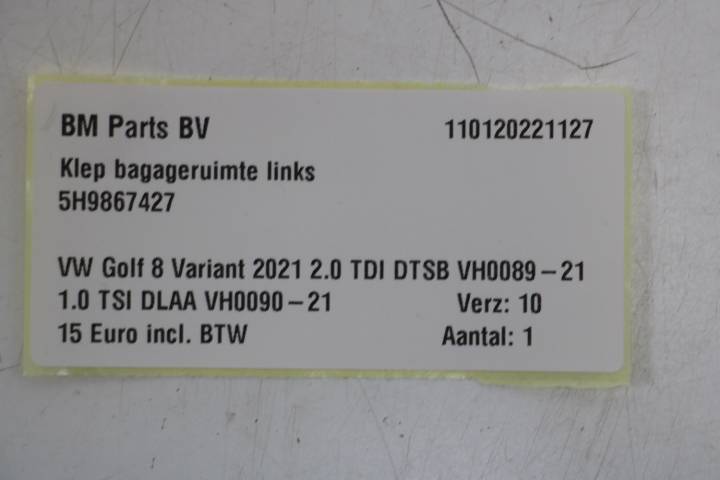 BM Parts BV 110120221127
Klep bagageruimte links
5H9867427
VW Golf 8 Variant 2021 2.0 TDI DTSB VH0089-21
1.0 TSI DLAA VH0090-21 Verz: 10
15 Euro incl. BTW Aantal: 1